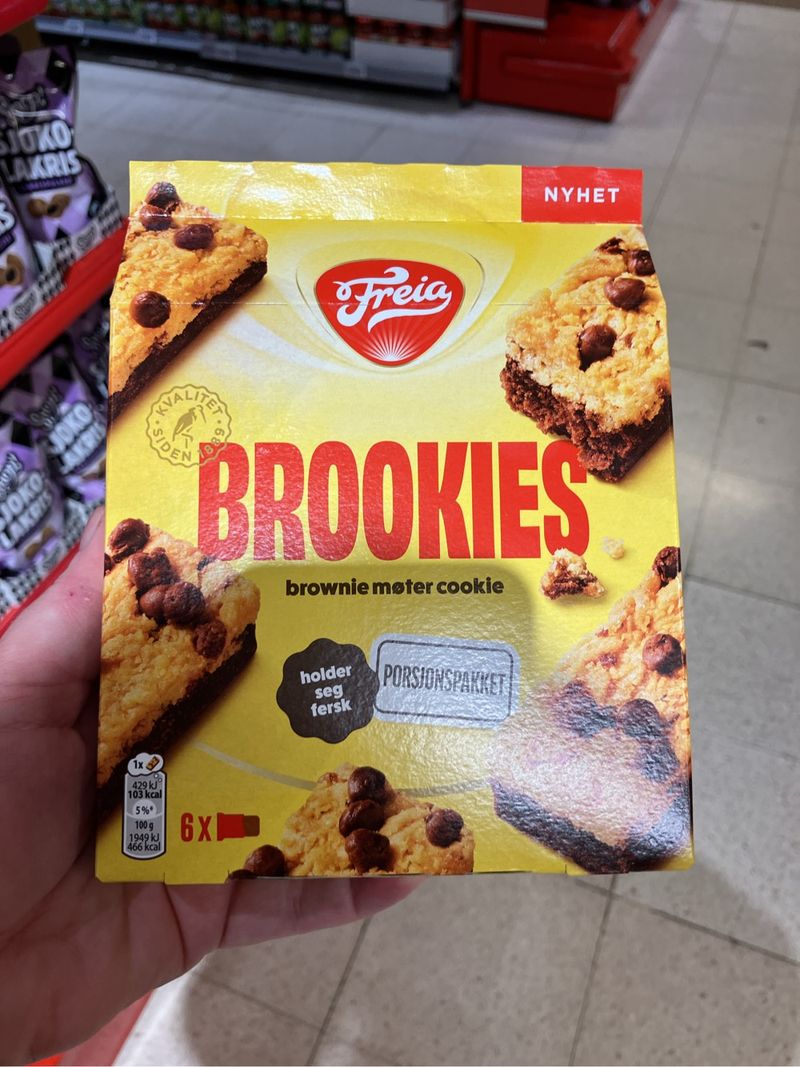 NYHET
Freia
KVALITET
SIDEN 1889
BROOKIES
brownie møter cookie
holder
seg
fersk
PORSJONSPAKKET
1x
429 kJ
103 kcal
5%*
100 g
1949 kJ
466 kcal
6x
SJOKO
LAKRIS